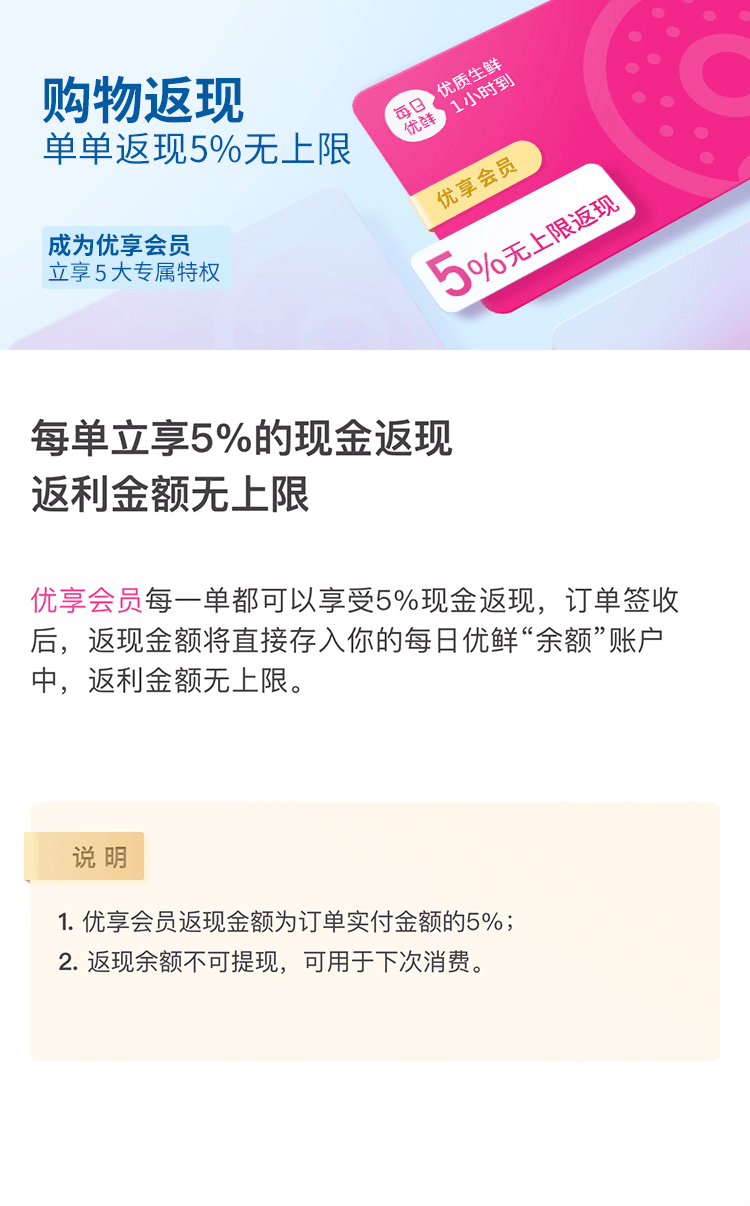 购物返现
单单返现5%无上限
成为优享会员
立享5大专属特权
每日
优鲜
优质生鲜
1小时到
优享会员
5%无上限返现
每单立享5%的现金返现
返利金额无上限
优享会员每一单都可以享受5%现金返现，订单签收
后，返现金额将直接存入你的每日优鲜“余额”账户
中，返利金额无上限。
说明
1. 优享会员返现金额为订单实付金额的5%；
2. 返现余额不可提现，可用于下次消费。